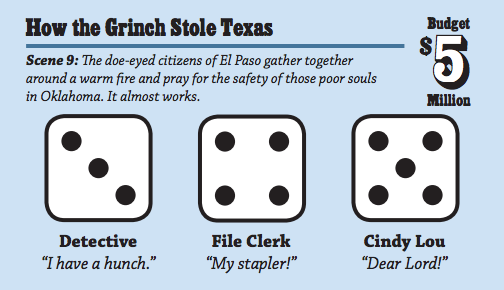 How the Grinch Stole Texas
Budget
$5
Million
Scene 9: The doe-eyed citizens of El Paso gather together
around a warm fire and pray for the safety of those poor souls
in Oklahoma. It almost works.
Detective
"I have a hunch."
File Clerk
"My stapler!"
Cindy Lou
"Dear Lord!"